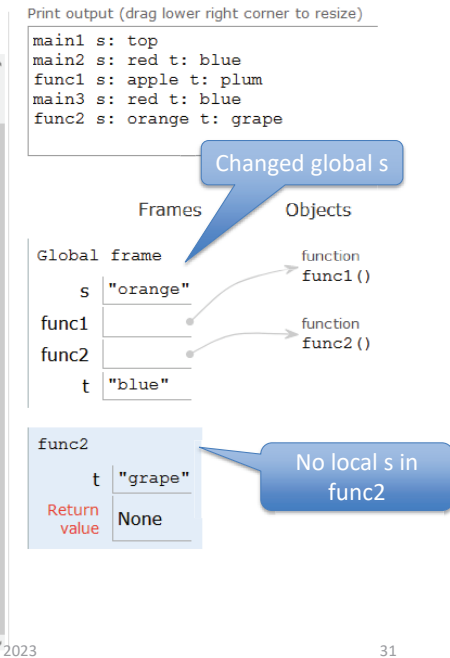 Print output (drag lower right corner to resize)
main1 s: top
main2 s: red t: blue
func1 s: apple t: plum
main3 s: red t: blue
func2 s: orange t: grape
Changed global s
Frames
Objects
Global frame
s "orange"
func1
func2
t "blue"
function
func1()
function
func2()
func2
t "grape"
Return
value
None
No local s in
func2
2023
31